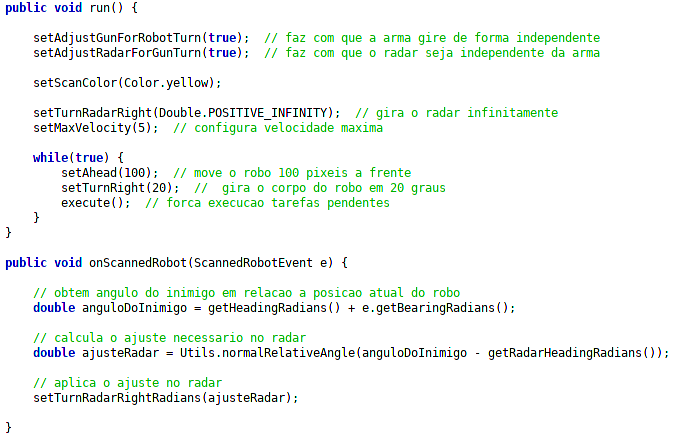 public void run() {
setAdjustGunForRobotTurn(true);  // faz com que a arma gire de forma independente
setAdjustRadarForGunTurn(true);  // faz com que o radar seja independente da arma
setScanColor(Color.yellow);
setTurnRadarRight(Double.POSITIVE_INFINITY);  // gira o radar infinitamente
setMaxVelocity(5);  // configura velocidade maxima
while(true) {
setAhead(100);  // move o robo 100 pixeis a frente
setTurnRight(20);  //  gira o corpo do robo em 20 graus
execute();  // forca execucao tarefas pendentes
}
}
public void onScannedRobot(ScannedRobotEvent e) {
// obtem angulo do inimigo em relacao a posicao atual do robo
double anguloDoInimigo = getHeadingRadians() + e.getBearingRadians();
// calcula o ajuste necessario no radar
double ajusteRadar = Utils.normalRelativeAngle(anguloDoInimigo - getRadarHeadingRadians());
// aplica o ajuste no radar
setTurnRadarRightRadians(ajusteRadar);
}